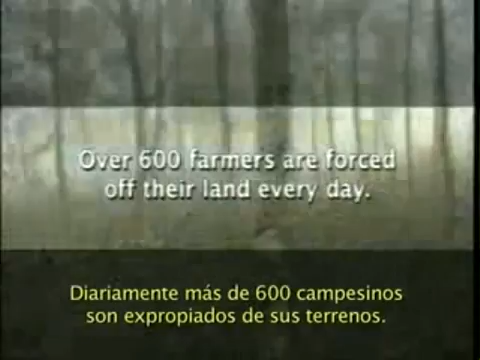 Over 600 farmers are forced
off their land every day.
Diariamente más de 600 campesinos
son expropiados de sus terrenos.